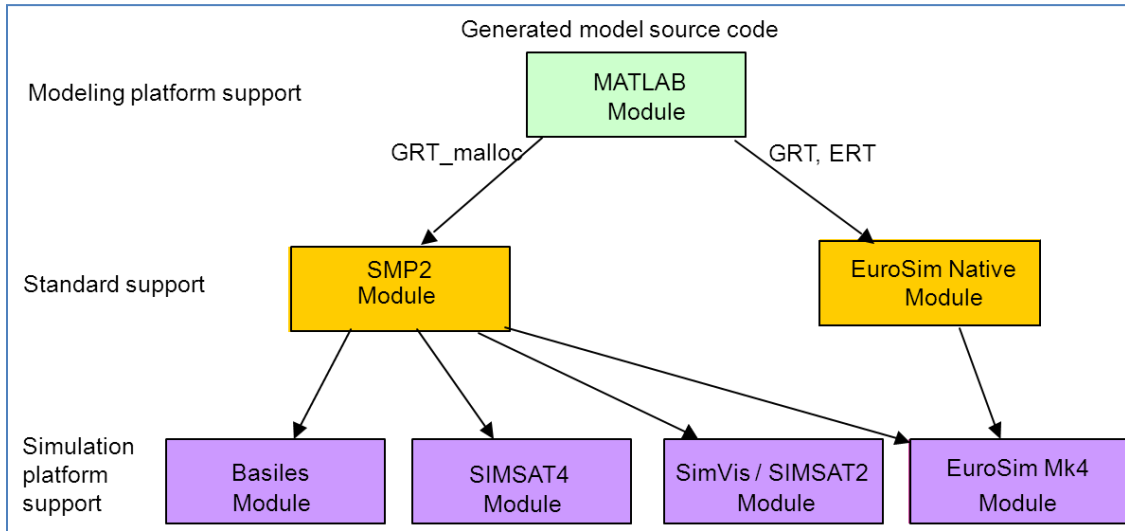 Generated model source code
Modeling platform support
MATLAB
Module
GRT_malloc
GRT, ERT
Standard support
SMP2
Module
EuroSim Native
Module
Simulation
platform
support
Basiles
Module
SIMSAT4
Module
SimVis / SIMSAT2
Module
EuroSim Mk4
Module